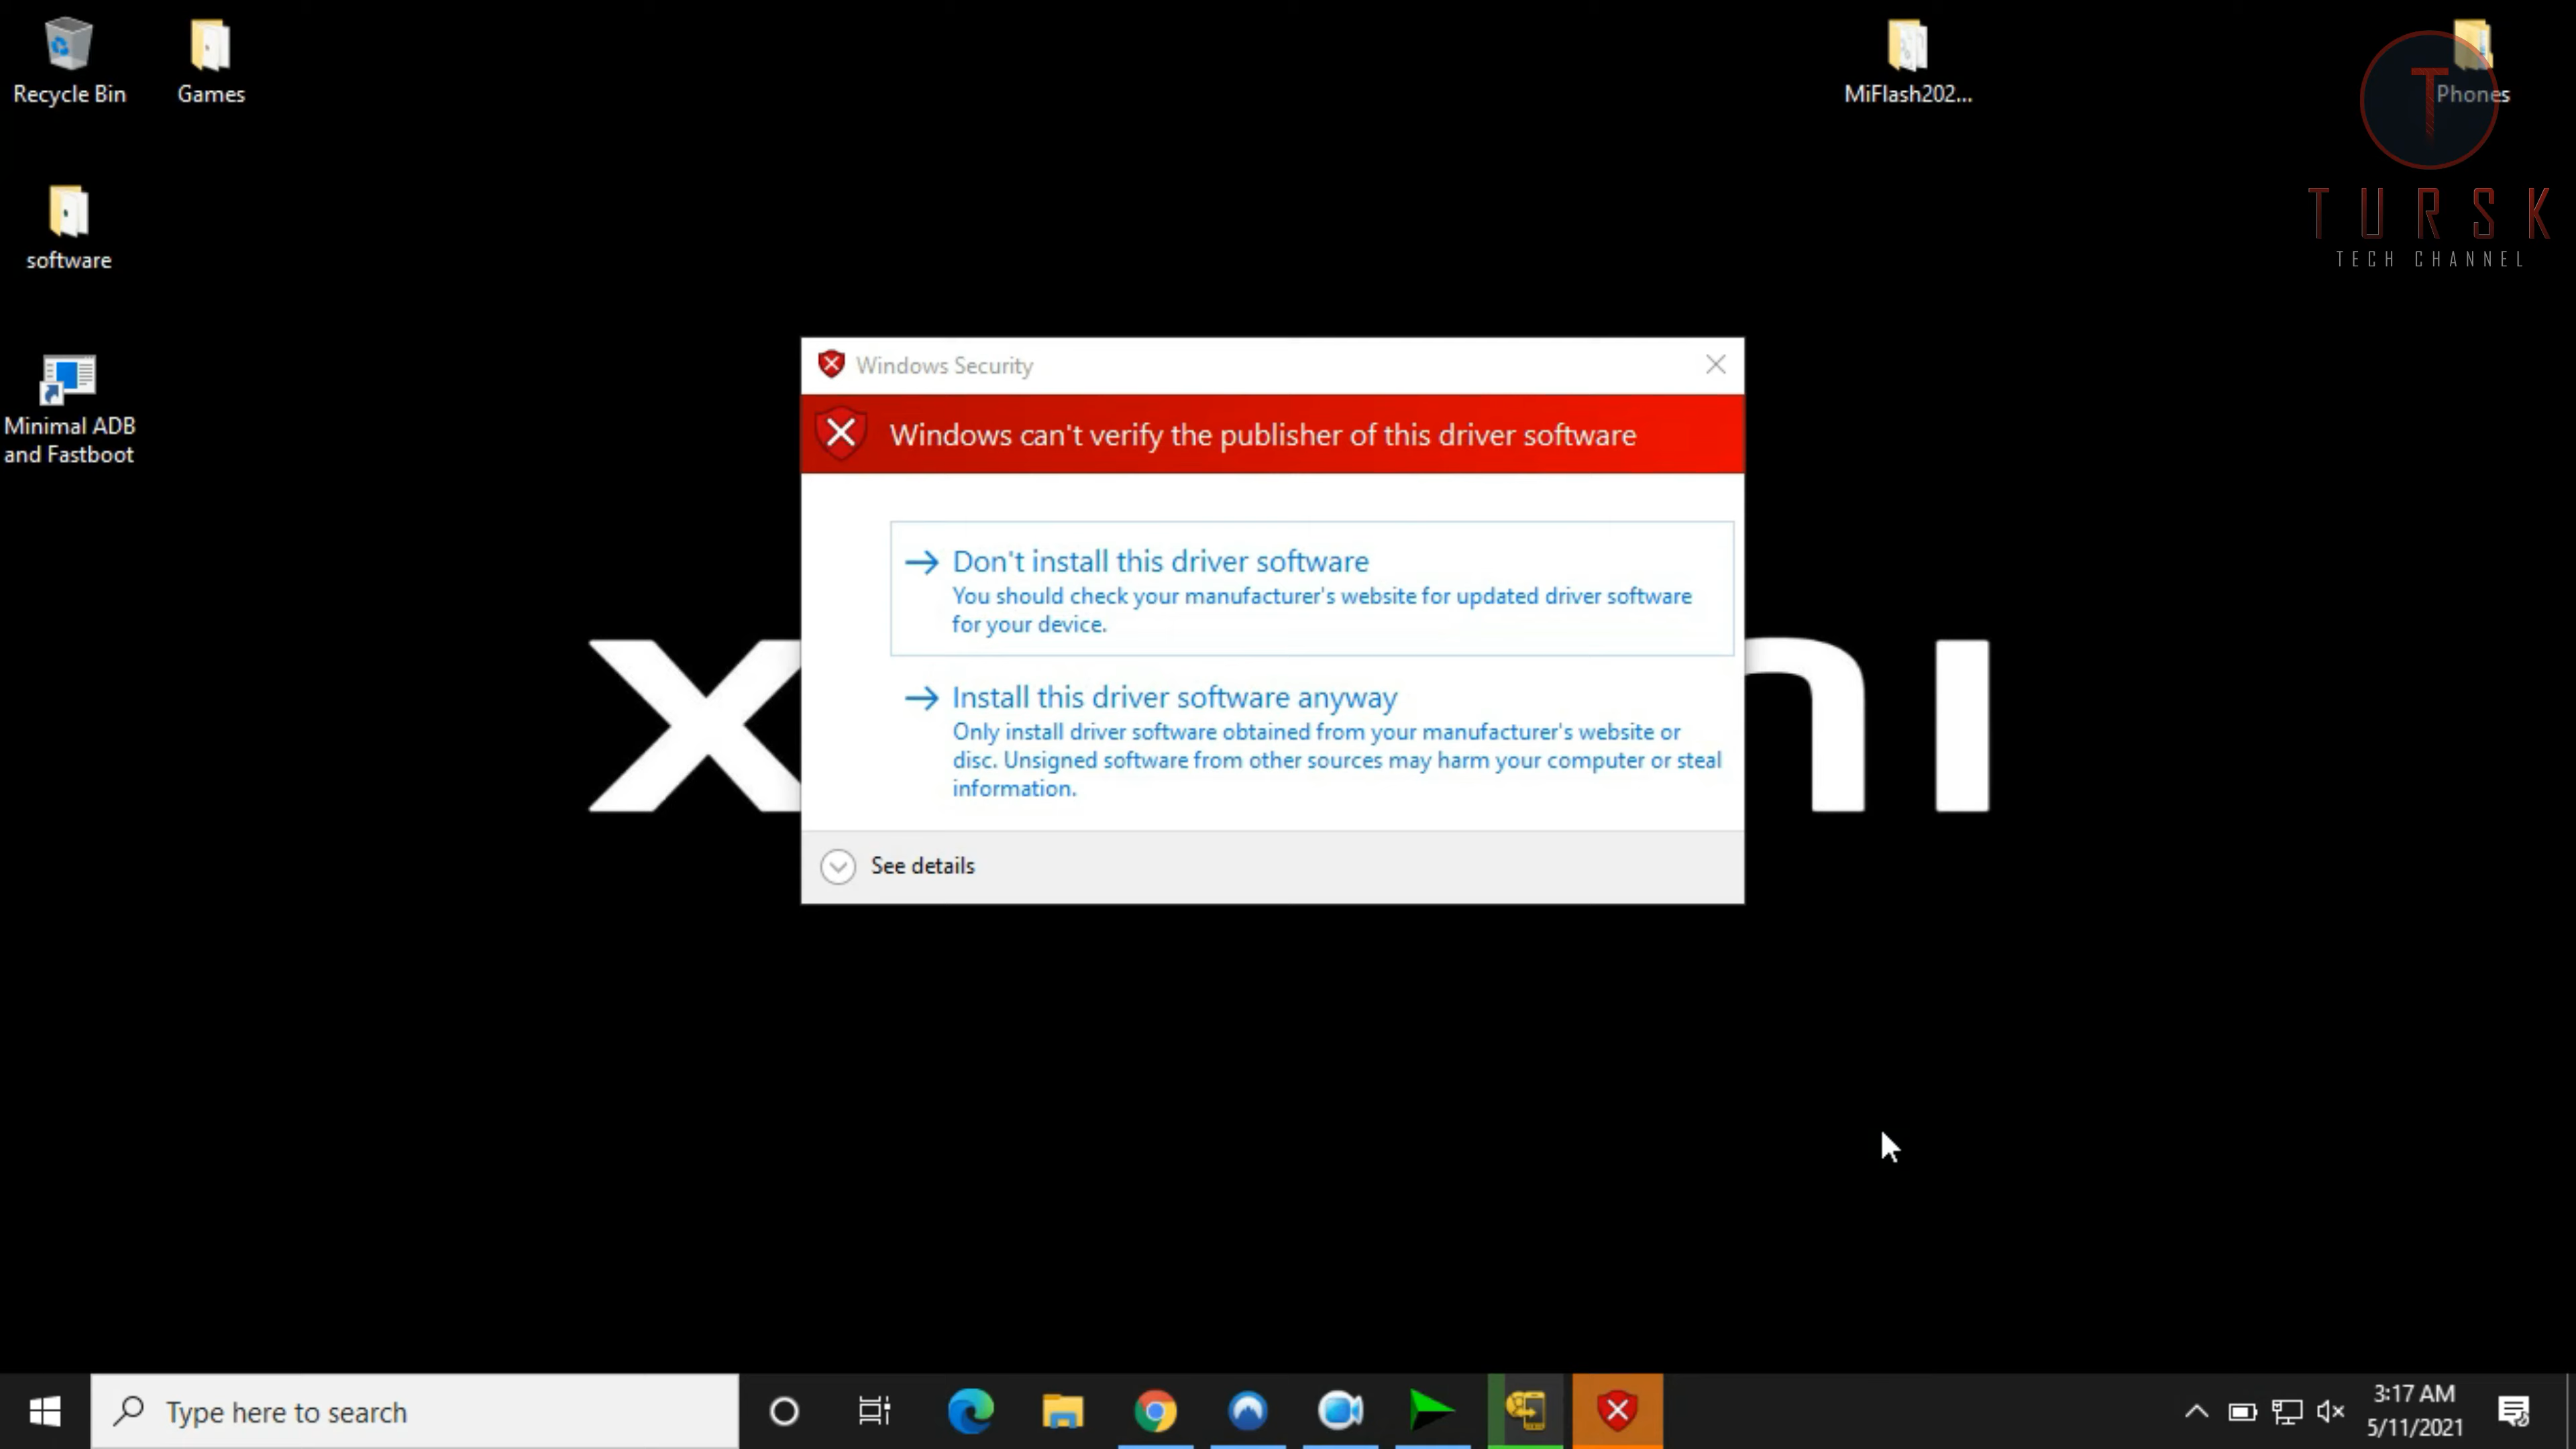 Recycle Bin
Games
MiFlash202...
Phones
T
TURSK
TECH CHANNEL
software
Minimal ADB
and Fastboot
Windows Security
Windows can't verify the publisher of this driver software
Don't install this driver software
You should check your manufacturer's website for updated driver software
for your device.
Install this driver software anyway
Only install driver software obtained from your manufacturer's website or
disc. Unsigned software from other sources may harm your computer or steal
information.
See details
Type here to search
3:17 AM
5/11/2021